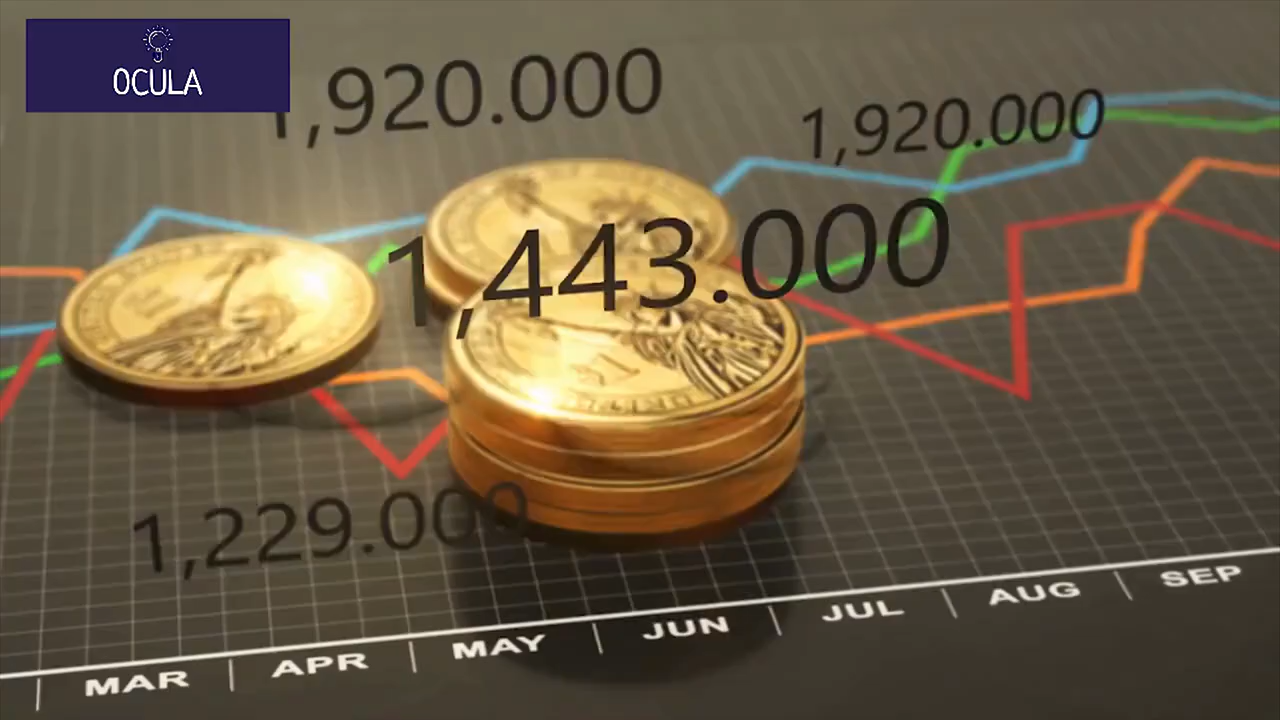 OCULA
1,920.000
1,920.000
1,443.000
1,229.000
MAR
APR
MAY
JUN
JUL
AUG
SEP